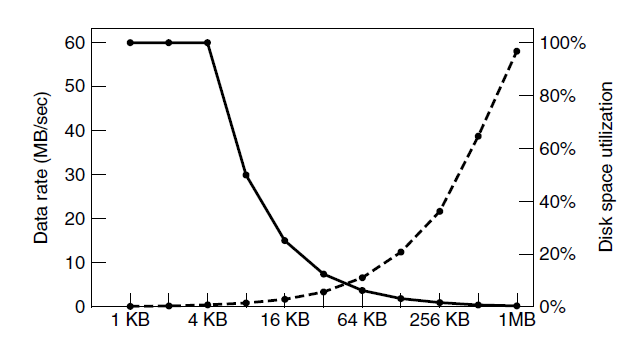 Data rate (MB/sec)
60
50
40
30
20
10
0
1 KB
4 KB
16 KB
64 KB
256 KB
1MB
100%
80%
60%
40%
20%
0%
Disk space utilization